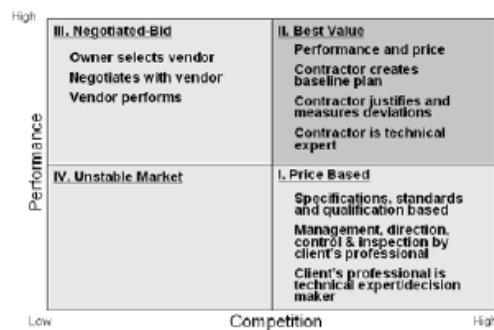 High
III. Negotiated-Bid
Owner selects vendor
Negotiates with vendor
Vendor performs
II. Best Value
Performance and price
Contractor creates
baseline plan
Contractor justifies and
measures deviations
Contractor is technical
expert
Performance
IV. Unstable Market
I. Price Based
Specifications, standards
and qualification based
Management, direction,
control & inspection by
client's professional
Client's professional is
technical expert/decision
maker
Low
Competition
High